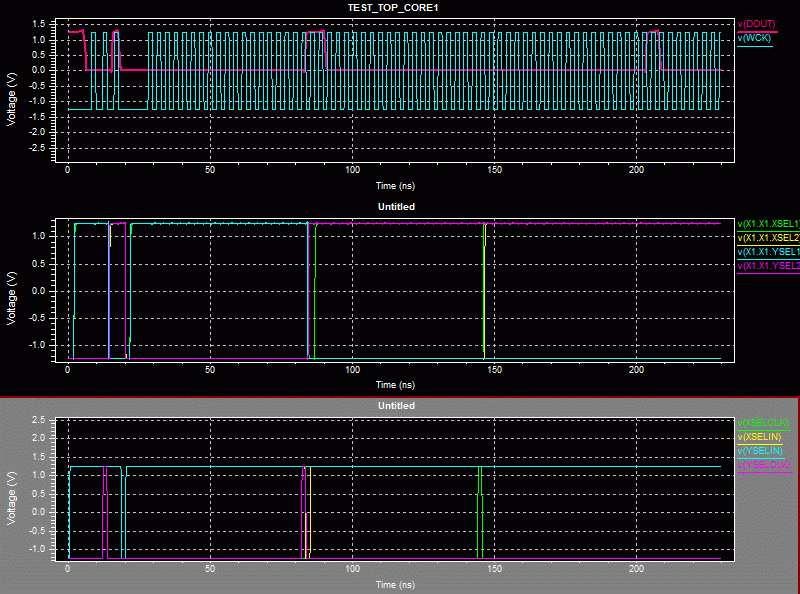 TEST_TOP_CORE1
1.5
1.0
0.5
0.0
-0.5
-1.0
-1.5
-2.0
-2.5
Voltage (V)
v(DOUT)
v(WCK)
0 50 100 150 200
Time (ns)
Untitled
1.0
0.5
0.0
-0.5
-1.0
Voltage (V)
v(X1.X1.XSEL1
v(X1.X1.XSEL2
v(X1.X1.YSEL1
v(X1.X1.YSEL2
0 50 100 150 200
Time (ns)
Untitled
2.5
2.0
1.5
1.0
0.5
0.0
-0.5
-1.0
Voltage (V)
v(XSELCLK)
v(XSELIN)
v(YSELIN)
v(YSELCLK)
0 50 100 150 200
Time (ns)